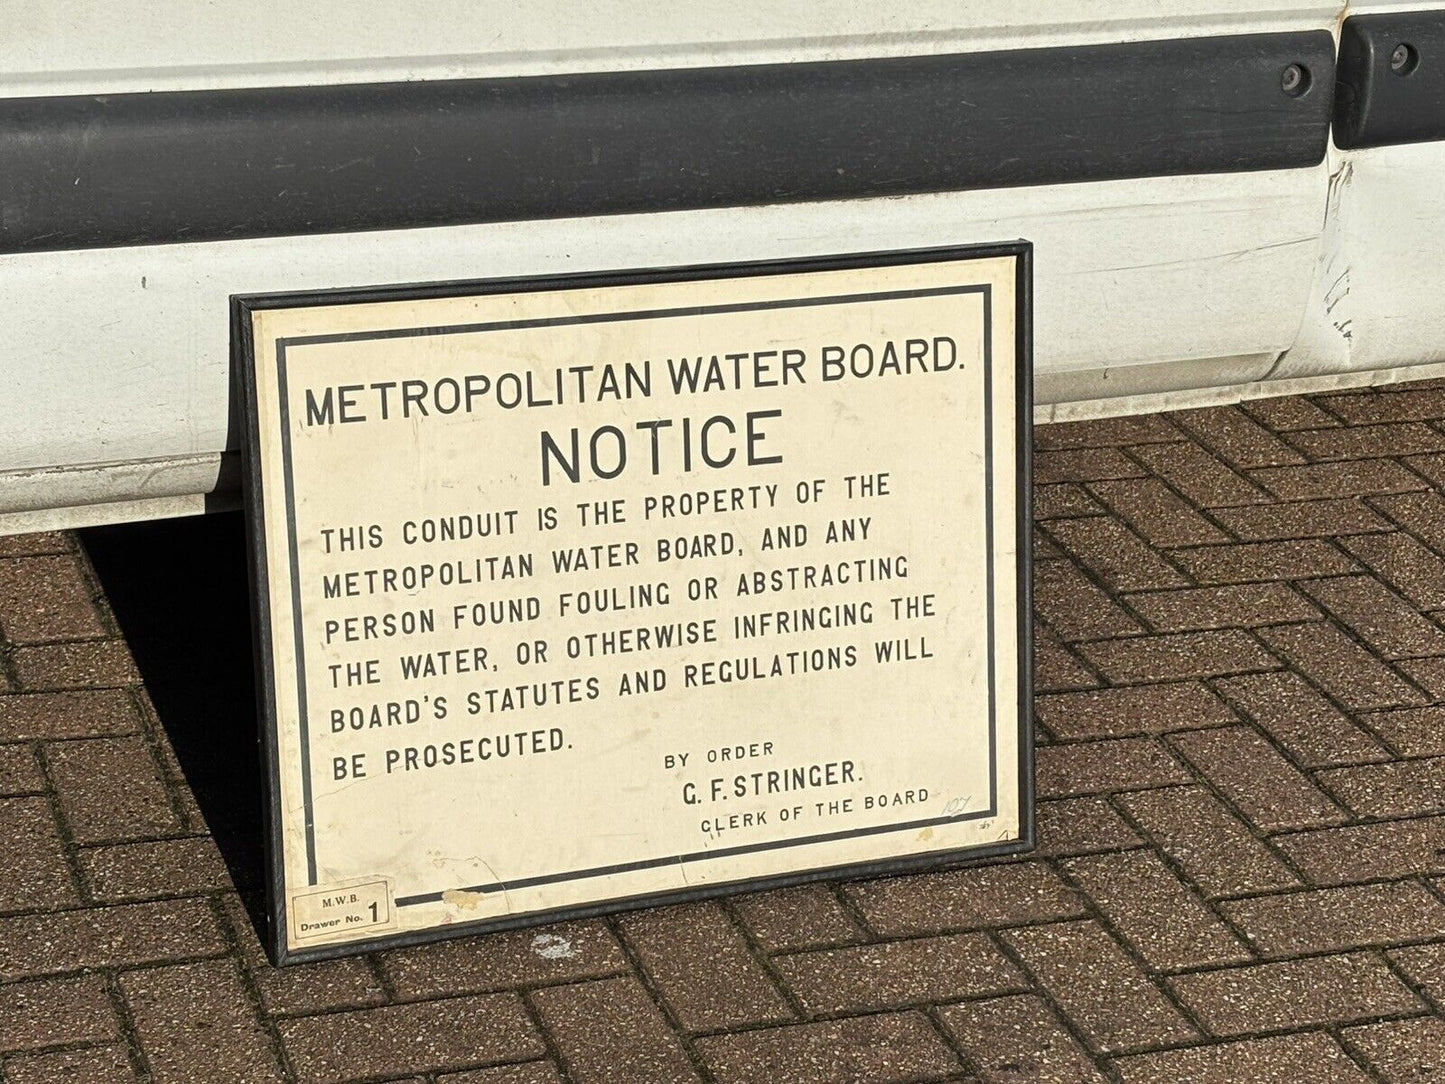 METROPOLITAN WATER BOARD.
NOTICE
THIS CONDUIT IS THE PROPERTY OF THE
METROPOLITAN WATER BOARD, AND ANY
PERSON FOUND FOULING OR ABSTRACTING
THE WATER, OR OTHERWISE INFRINGING THE
BOARD'S STATUTES AND REGULATIONS WILL
BE PROSECUTED.
BY ORDER
G. F. STRINGER.
CLERK OF THE BOARD
107
M.W.B.
Drawer No. 1